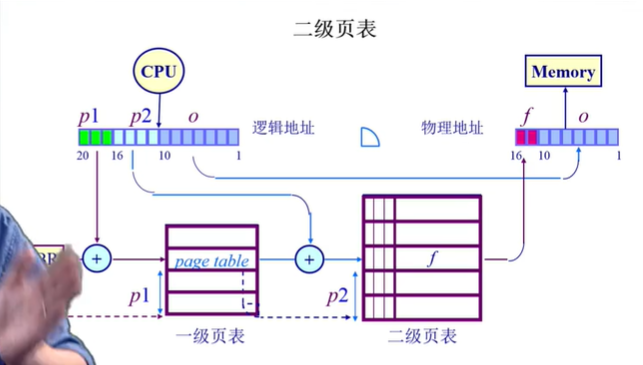 二级页表
CPU
Memory
p1 p2 o
逻辑地址
物理地址
f o
20 16 10 1
16 10 1
+
page table
+
f
p1
p2
一级页表
二级页表